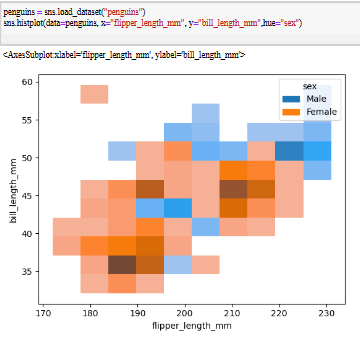 penguins = sns.load_dataset("penguins")
sns.histplot(data=penguins, x="flipper_length_mm", y="bill_length_mm",hue="sex")
<AxesSubplot:xlabel='flipper_length_mm', ylabel='bill_length_mm'>
60
55
50
45
40
35
bill_length_mm
sex
Male
Female
170 180 190 200 210 220 230
flipper_length_mm